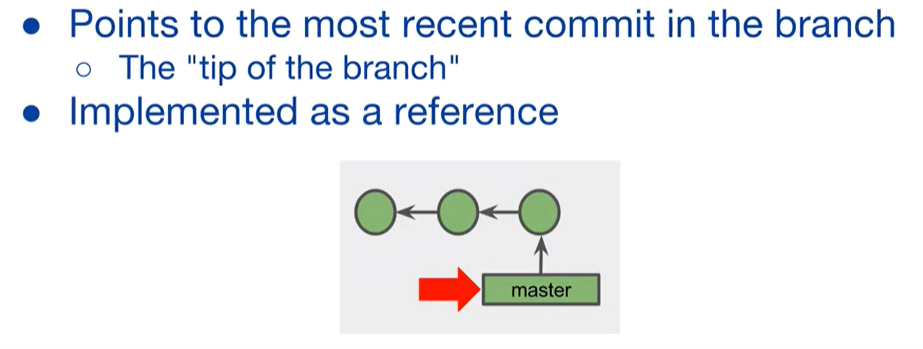 ● Points to the most recent commit in the branch
○ The "tip of the branch"
● Implemented as a reference
master